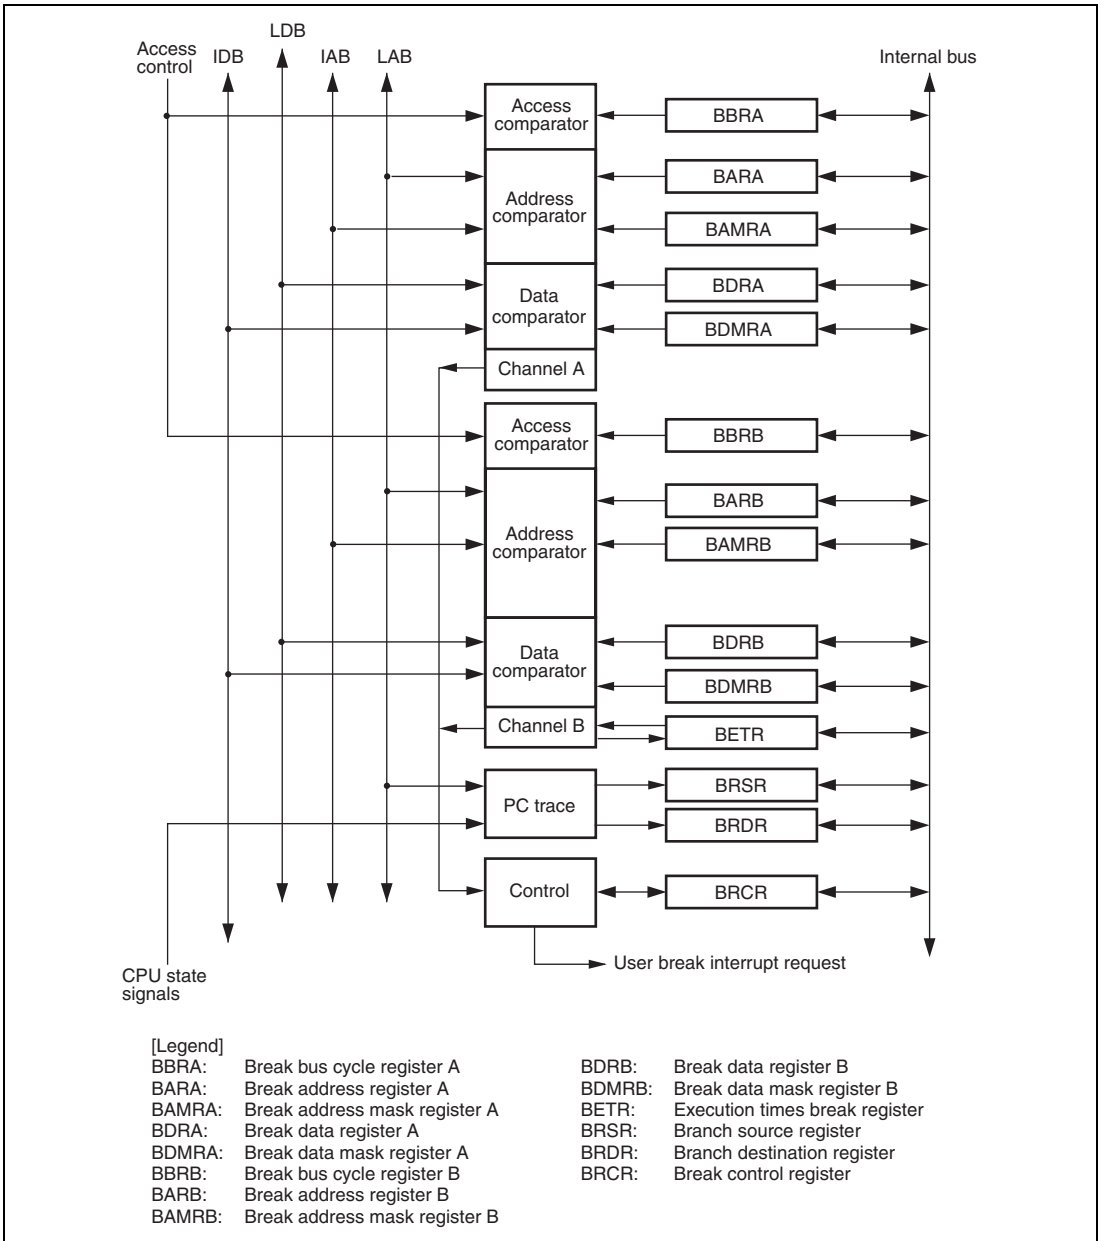 LDB
Access
control
IDB
IAB
LAB
Internal bus
Access
comparator
BBRA
BARA
Address
comparator
BAMRA
BDRA
Data
comparator
BDMRA
Channel A
Access
comparator
BBRB
BARB
Address
comparator
BAMRB
BDRB
Data
comparator
BDMRB
Channel B
BETR
BRSR
PC trace
BRDR
Control
BRCR
User break interrupt request
CPU state
signals
[Legend]
BBRA: Break bus cycle register A
BARA: Break address register A
BAMRA: Break address mask register A
BDRA: Break data register A
BDMRA: Break data mask register A
BBRB: Break bus cycle register B
BARB: Break address register B
BAMRB: Break address mask register B
BDRB: Break data register B
BDMRB: Break data mask register B
BETR: Execution times break register
BRSR: Branch source register
BRDR: Branch destination register
BRCR: Break control register